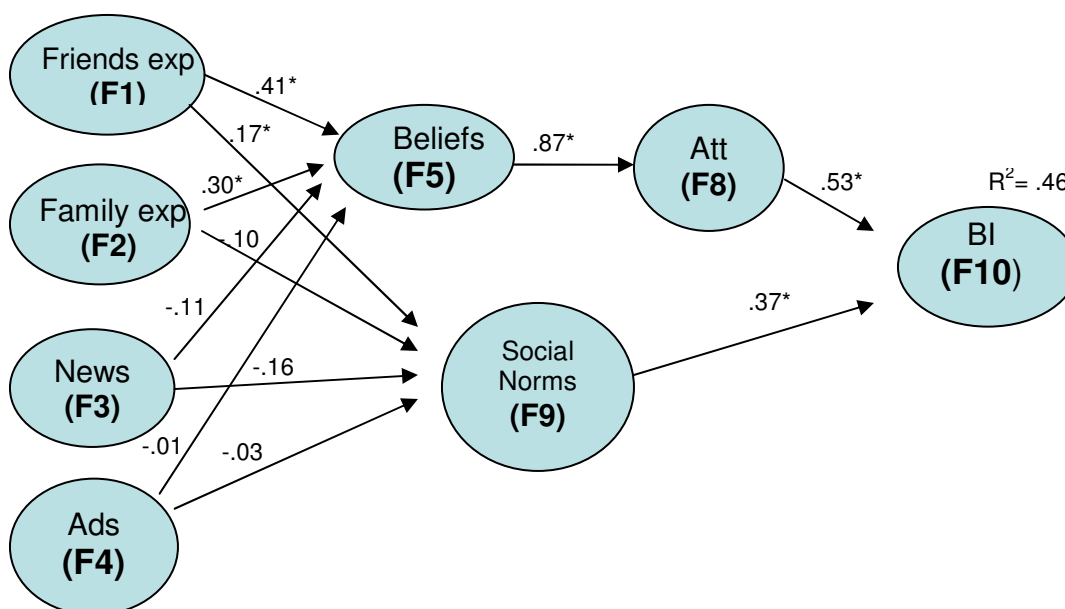 Friends exp
(F1)
.41*
.17*
Beliefs
(F5)
.87*
Att
(F8)
.53*
R²= .46
BI
(F10)
Family exp
(F2)
.30*
-.10
-.11
.37*
News
(F3)
-.16
Social
Norms
(F9)
-.01
-.03
Ads
(F4)